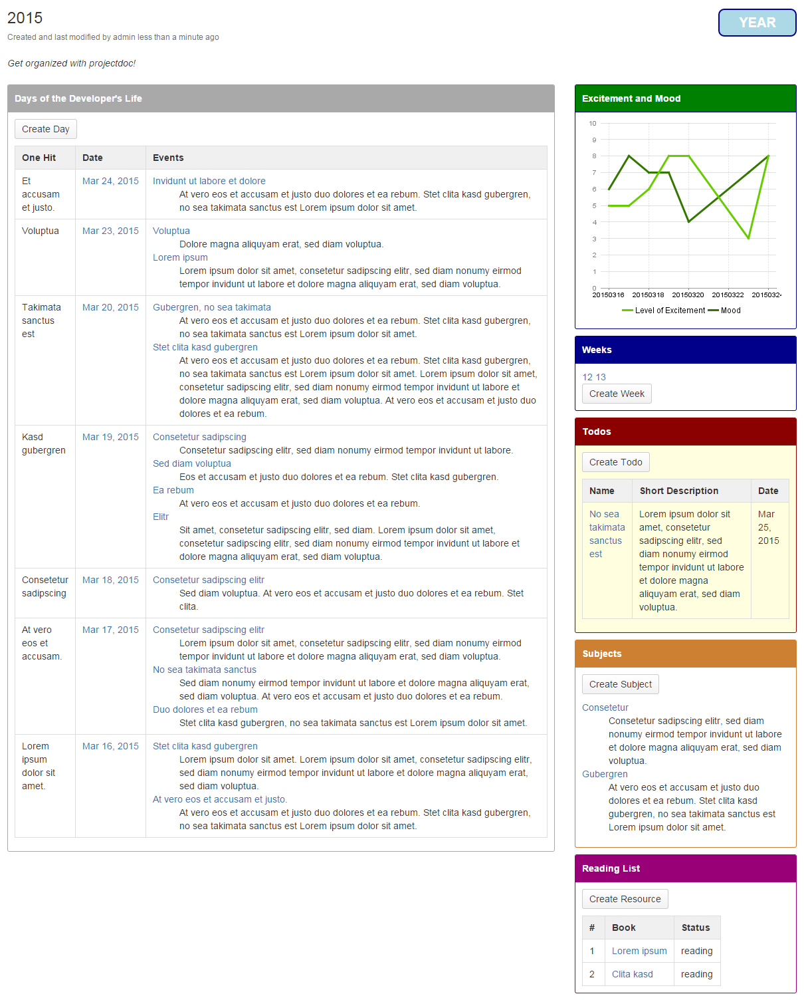 2015
YEAR
Created and last modified by admin less than a minute ago
Get organized with projectdoc!
Days of the Developer's Life
Create Day
One Hit Date Events
Et
accusam
et justo.
Mar 24, 2015
Invidunt ut labore et dolore
At vero eos et accusam et justo duo dolores et ea rebum. Stet clita kasd gubergren,
no sea takimata sanctus est Lorem ipsum dolor sit amet.
Voluptua
Mar 23, 2015
Voluptua
Dolore magna aliquyam erat, sed diam voluptua.
Lorem ipsum
Lorem ipsum dolor sit amet, consetetur sadipscing elitr, sed diam nonumy eirmod
tempor invidunt ut labore et dolore magna aliquyam erat, sed diam voluptua.
Takimata
sanctus
est
Mar 20, 2015
Gubergren, no sea takimata
At vero eos et accusam et justo duo dolores et ea rebum. Stet clita kasd gubergren,
no sea takimata sanctus est Lorem ipsum dolor sit amet.
Stet clita kasd gubergren
At vero eos et accusam et justo duo dolores et ea rebum. Stet clita kasd gubergren,
no sea takimata sanctus est Lorem ipsum dolor sit amet. Lorem ipsum dolor sit amet,
consetetur sadipscing elitr, sed diam nonumy eirmod tempor invidunt ut labore et
dolore magna aliquyam erat, sed diam voluptua. At vero eos et accusam et justo duo
dolores et ea rebum.
Kasd
gubergren
Mar 19, 2015
Consetetur sadipscing
Consetetur sadipscing elitr, sed diam nonumy eirmod tempor invidunt ut labore.
Sed diam voluptua
Eos et accusam et justo duo dolores et ea rebum. Stet clita kasd gubergren.
Ea rebum
At vero eos et accusam et justo duo dolores et ea rebum.
Elitr
Sit amet, consetetur sadipscing elitr, sed diam. Lorem ipsum dolor sit amet,
consetetur sadipscing elitr, sed diam nonumy eirmod tempor invidunt ut labore et
dolore magna aliquyam erat, sed diam voluptua.
Consetetur
sadipscing
Mar 18, 2015
Consetetur sadipscing elitr
Sed diam voluptua. At vero eos et accusam et justo duo dolores et ea rebum. Stet
clita.
At vero
eos et
accusam.
Mar 17, 2015
Consetetur sadipscing elitr
Lorem ipsum dolor sit amet, consetetur sadipscing elitr, sed diam nonumy eirmod
tempor invidunt ut labore et dolore magna aliquyam erat, sed diam voluptua.
No sea takimata sanctus
Sed diam nonumy eirmod tempor invidunt ut labore et dolore magna aliquyam erat,
sed diam voluptua. At vero eos et accusam et justo duo dolores et ea rebum.
Duo dolores et ea rebum
Stet clita kasd gubergren, no sea takimata sanctus est Lorem ipsum dolor sit amet.
Lorem
ipsum
dolor sit
amet.
Mar 16, 2015
Stet clita kasd gubergren
Lorem ipsum dolor sit amet. Lorem ipsum dolor sit amet, consetetur sadipscing elitr,
sed diam nonumy eirmod tempor invidunt ut labore et dolore magna aliquyam erat,
sed diam voluptua.
At vero eos et accusam et justo.
At vero eos et accusam et justo duo dolores et ea rebum. Stet clita kasd gubergren,
no sea takimata sanctus est Lorem ipsum dolor sit amet.
Excitement and Mood
10
9
8
7
6
5
4
3
2
1
0
20150316 20150318 20150320 20150322 2015032
Level of Excitement Mood
Weeks
12 13
Create Week
Todos
Create Todo
Name Short Description Date
No sea
takimata
sanctus
est
Lorem ipsum dolor sit
amet, consetetur
sadipscing elitr, sed
diam nonumy eirmod
tempor invidunt ut labore
et dolore magna
aliquyam erat, sed diam
voluptua.
Mar
25,
2015
Subjects
Create Subject
Consetetur
Consetetur sadipscing elitr, sed diam
nonumy eirmod tempor invidunt ut labore
et dolore magna aliquyam erat, sed diam
voluptua.
Gubergren
At vero eos et accusam et justo duo
dolores et ea rebum. Stet clita kasd
gubergren, no sea takimata sanctus est
Lorem ipsum dolor sit amet.
Reading List
Create Resource
# Book Status
1 Lorem ipsum reading
2 Clita kasd reading